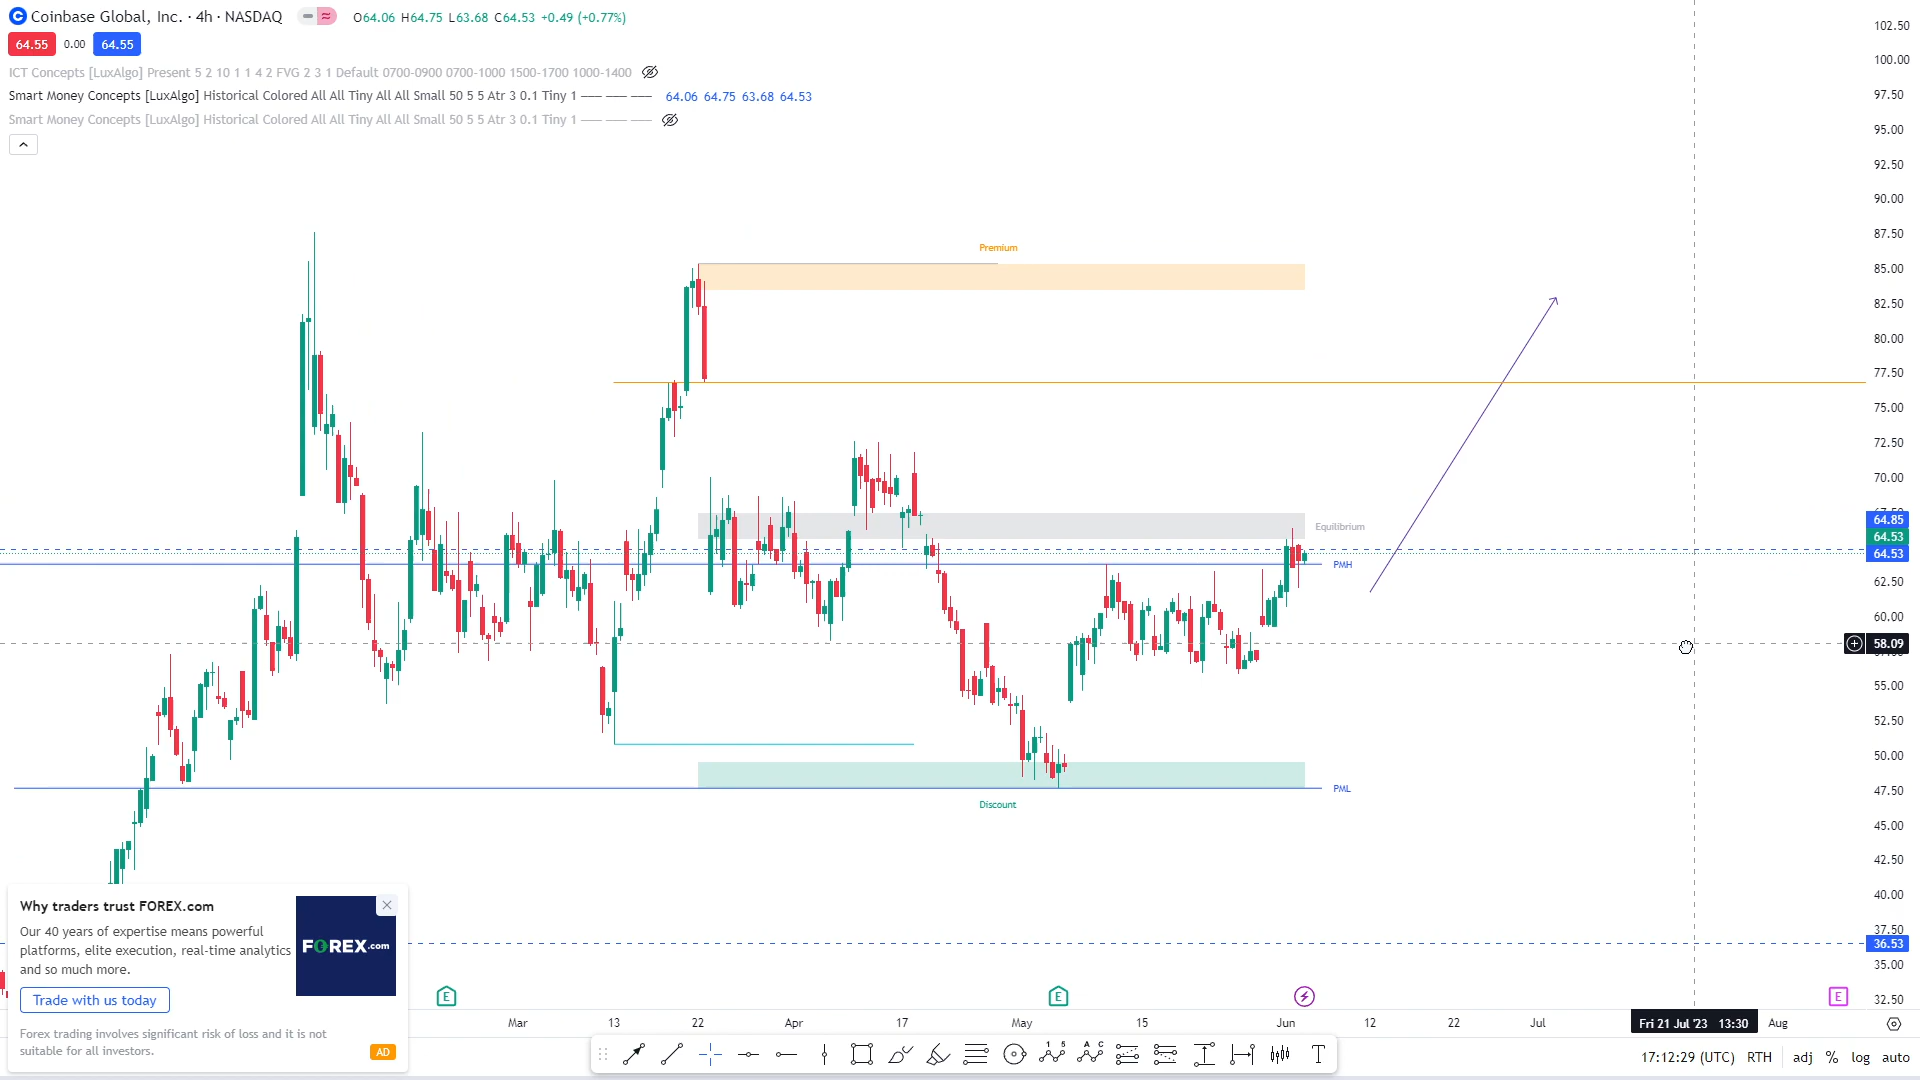 Coinbase Global, Inc. · 4h · NASDAQ O64.06 H64.75 L63.68 C64.53 +0.49 (+0.77%)
64.55 0.00 64.55
ICT Concepts [LuxAlgo] Present 5 2 10 1 1 4 2 FVG 2 3 1 Default 0700-0900 0700-1000 1500-1700 1000-1400
Smart Money Concepts [LuxAlgo] Historical Colored All All Tiny All All Small 50 5 5 Atr 3 0.1 Tiny 1 64.06 64.75 63.68 64.53
Smart Money Concepts [LuxAlgo] Historical Colored All All Tiny All All Small 50 5 5 Atr 3 0.1 Tiny 1
102.50
100.00
97.50
95.00
92.50
90.00
87.50
85.00
82.50
80.00
77.50
75.00
72.50
70.00
64.85
64.53
64.53
62.50
60.00
58.09
55.00
52.50
50.00
47.50
45.00
42.50
40.00
37.50
36.53
35.00
32.50
Premium
Equilibrium
PMH
PML
Discount
Why traders trust FOREX.com
Our 40 years of expertise means powerful
platforms, elite execution, real-time analytics
and so much more.
FOREX.com
Trade with us today
Forex trading involves significant risk of loss and it is not
suitable for all investors.
AD
E E E
Mar 13 22 Apr 17 May 15 Jun 12 22 Jul Fri 21 Jul '23 13:30 Aug
17:12:29 (UTC) RTH adj % log auto